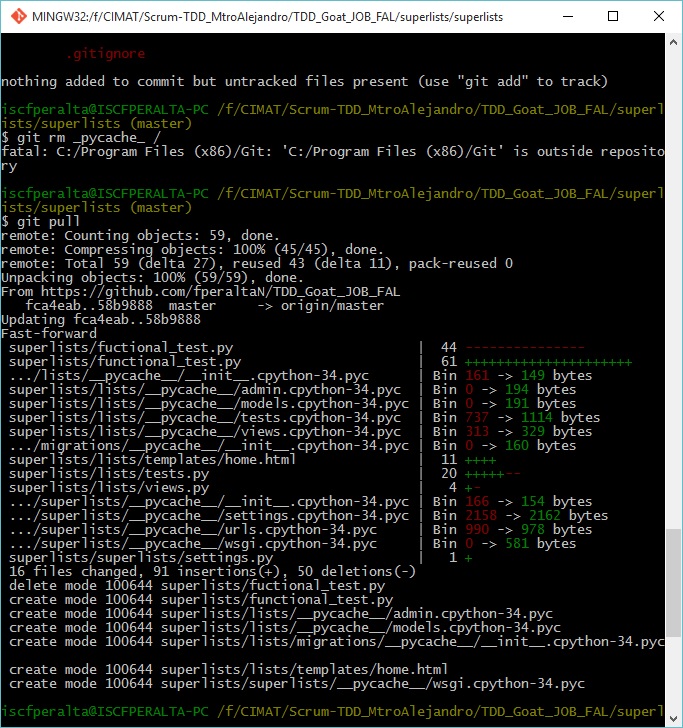 MINGW32:/f/CIMAT/Scrum-TDD_MtroAlejandro/TDD_Goat_JOB_FAL/superlists/superlists
.gitignore
nothing added to commit but untracked files present (use "git add" to track)
iscfperalta@ISCFPERALTA-PC /f/CIMAT/Scrum-TDD_MtroAlejandro/TDD_Goat_JOB_FAL/superl
ists/superlists (master)
$ git rm _pycache_ /
fatal: C:/Program Files (x86)/Git: 'C:/Program Files (x86)/Git' is outside reposito
ry
iscfperalta@ISCFPERALTA-PC /f/CIMAT/Scrum-TDD_MtroAlejandro/TDD_Goat_JOB_FAL/superl
ists/superlists (master)
$ git pull
remote: Counting objects: 59, done.
remote: Compressing objects: 100% (45/45), done.
remote: Total 59 (delta 27), reused 43 (delta 11), pack-reused 0
Unpacking objects: 100% (59/59), done.
From https://github.com/fperaltaN/TDD_Goat_JOB_FAL
   fca4eab..58b9888  master     -> origin/master
Updating fca4eab..58b9888
Fast-forward
 superlists/fuctional_test.py                       |  44 ---------------
 superlists/functional_test.py                      |  61 +++++++++++++++++++++
 .../lists/__pycache__/__init__.cpython-34.pyc      | Bin 161 -> 149 bytes
 superlists/lists/__pycache__/admin.cpython-34.pyc  | Bin 0 -> 194 bytes
 superlists/lists/__pycache__/models.cpython-34.pyc | Bin 0 -> 191 bytes
 superlists/lists/__pycache__/tests.cpython-34.pyc  | Bin 737 -> 1114 bytes
 superlists/lists/__pycache__/views.cpython-34.pyc  | Bin 313 -> 329 bytes
 .../migrations/__pycache__/__init__.cpython-34.pyc | Bin 0 -> 160 bytes
 superlists/lists/templates/home.html               |  11 ++++
 superlists/lists/tests.py                          |  20 +++++--
 superlists/lists/views.py                          |   4 +-
 .../superlists/__pycache__/__init__.cpython-34.pyc | Bin 166 -> 154 bytes
 .../superlists/__pycache__/settings.cpython-34.pyc | Bin 2158 -> 2162 bytes
 .../superlists/__pycache__/urls.cpython-34.pyc     | Bin 990 -> 978 bytes
 .../superlists/__pycache__/wsgi.cpython-34.pyc     | Bin 0 -> 581 bytes
 superlists/superlists/settings.py                  |   1 +
 16 files changed, 91 insertions(+), 50 deletions(-)
 delete mode 100644 superlists/fuctional_test.py
 create mode 100644 superlists/functional_test.py
 create mode 100644 superlists/lists/__pycache__/admin.cpython-34.pyc
 create mode 100644 superlists/lists/__pycache__/models.cpython-34.pyc
 create mode 100644 superlists/lists/migrations/__pycache__/__init__.cpython-34.pyc
 create mode 100644 superlists/lists/templates/home.html
 create mode 100644 superlists/superlists/__pycache__/wsgi.cpython-34.pyc
iscfperalta@ISCFPERALTA-PC /f/CIMAT/Scrum-TDD_MtroAlejandro/TDD_Goat_JOB_FAL/superl